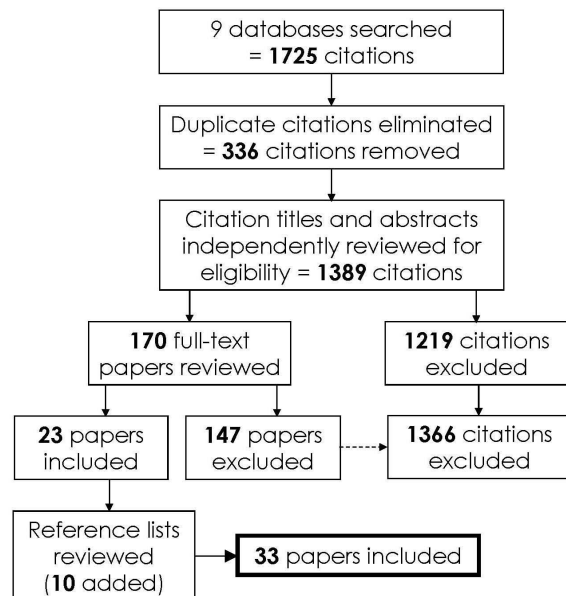 9 databases searched
= 1725 citations
Duplicate citations eliminated
= 336 citations removed
Citation titles and abstracts
independently reviewed for
eligibility = 1389 citations
170 full-text
papers reviewed
1219 citations
excluded
23 papers
included
147 papers
excluded
1366 citations
excluded
Reference lists
reviewed
(10 added)
33 papers included